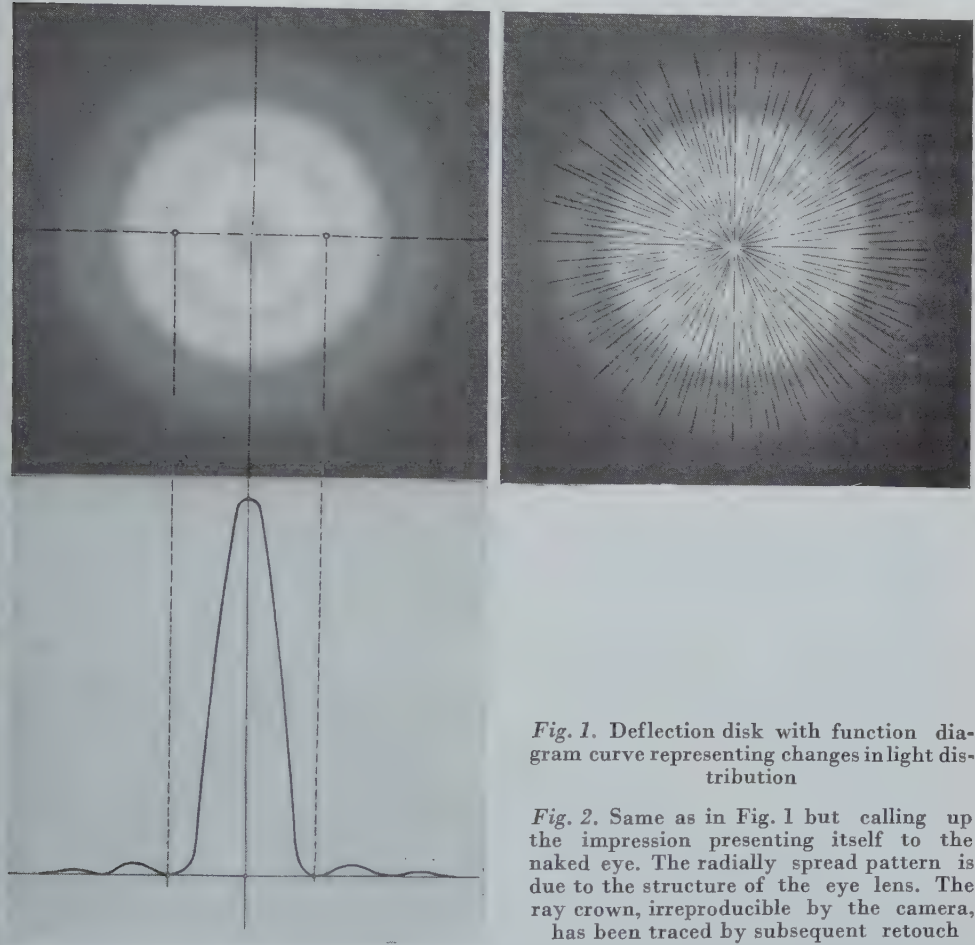 Fig. 1. Deflection disk with function dia-
gram curve representing changes in light dis-
tribution
Fig. 2. Same as in Fig. 1 but calling up
the impression presenting itself to the
naked eye. The radially spread pattern is
due to the structure of the eye lens. The
ray crown, irreproducible by the camera,
has been traced by subsequent retouch